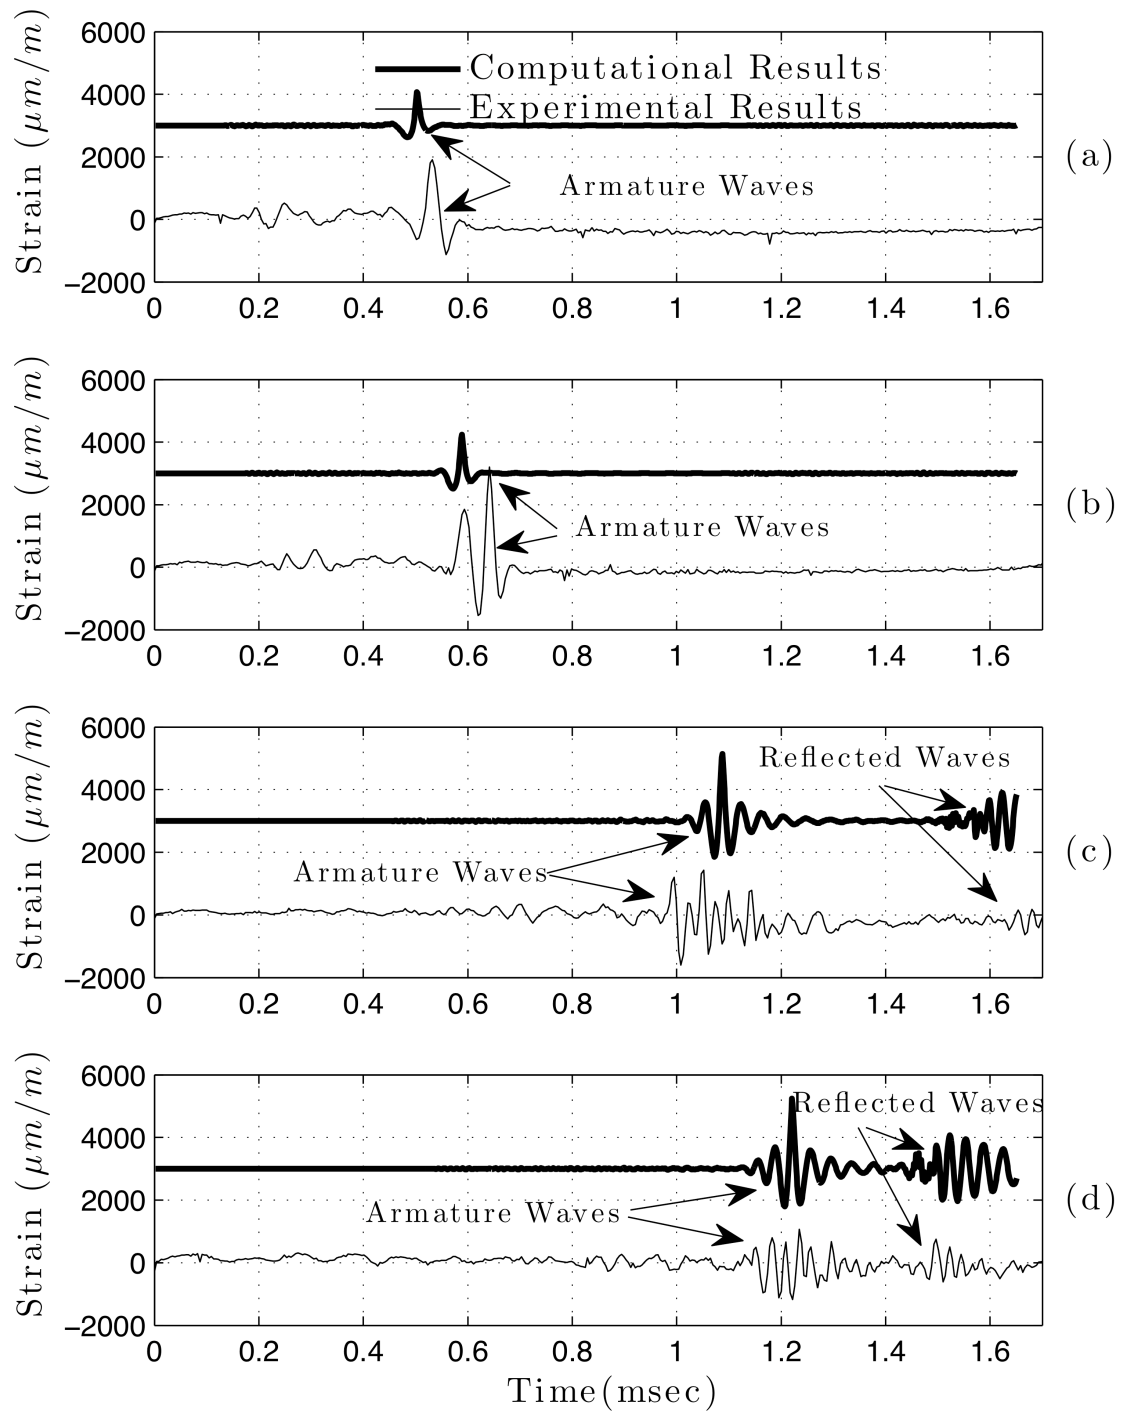 6000
Computational Results
4000
Experimental Results
2000
Armature Waves
0
−2000
Strain (μm/m)
(a)
0 0.2 0.4 0.6 0.8 1 1.2 1.4 1.6
6000
4000
2000
Armature Waves
0
−2000
Strain (μm/m)
(b)
0 0.2 0.4 0.6 0.8 1 1.2 1.4 1.6
6000
Reflected Waves
4000
2000
Armature Waves
0
−2000
Strain (μm/m)
(c)
0 0.2 0.4 0.6 0.8 1 1.2 1.4 1.6
6000
Reflected Waves
4000
2000
Armature Waves
0
−2000
Strain (μm/m)
(d)
0 0.2 0.4 0.6 0.8 1 1.2 1.4 1.6
Time(msec)